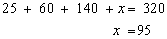 25 + 60 + 140 + x = 320
x = 95